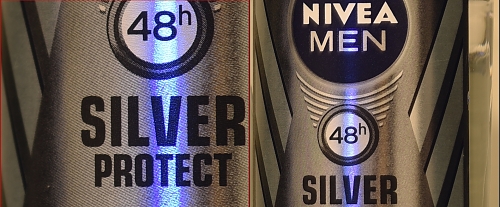 48h
SILVER
PROTECT
NIVEA
MEN
48h
SILVER